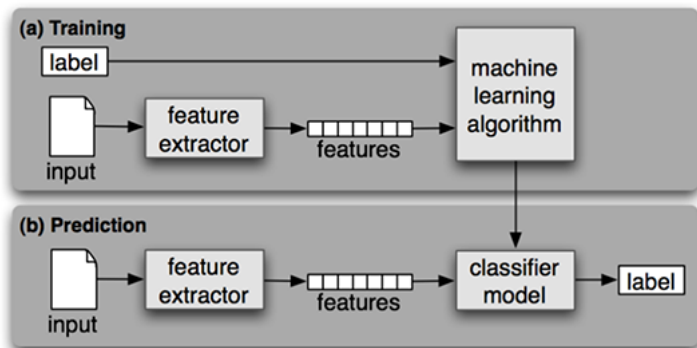 (a) Training
label
machine
learning
algorithm
feature
extractor
features
input
(b) Prediction
feature
extractor
features
classifier
model
label
input